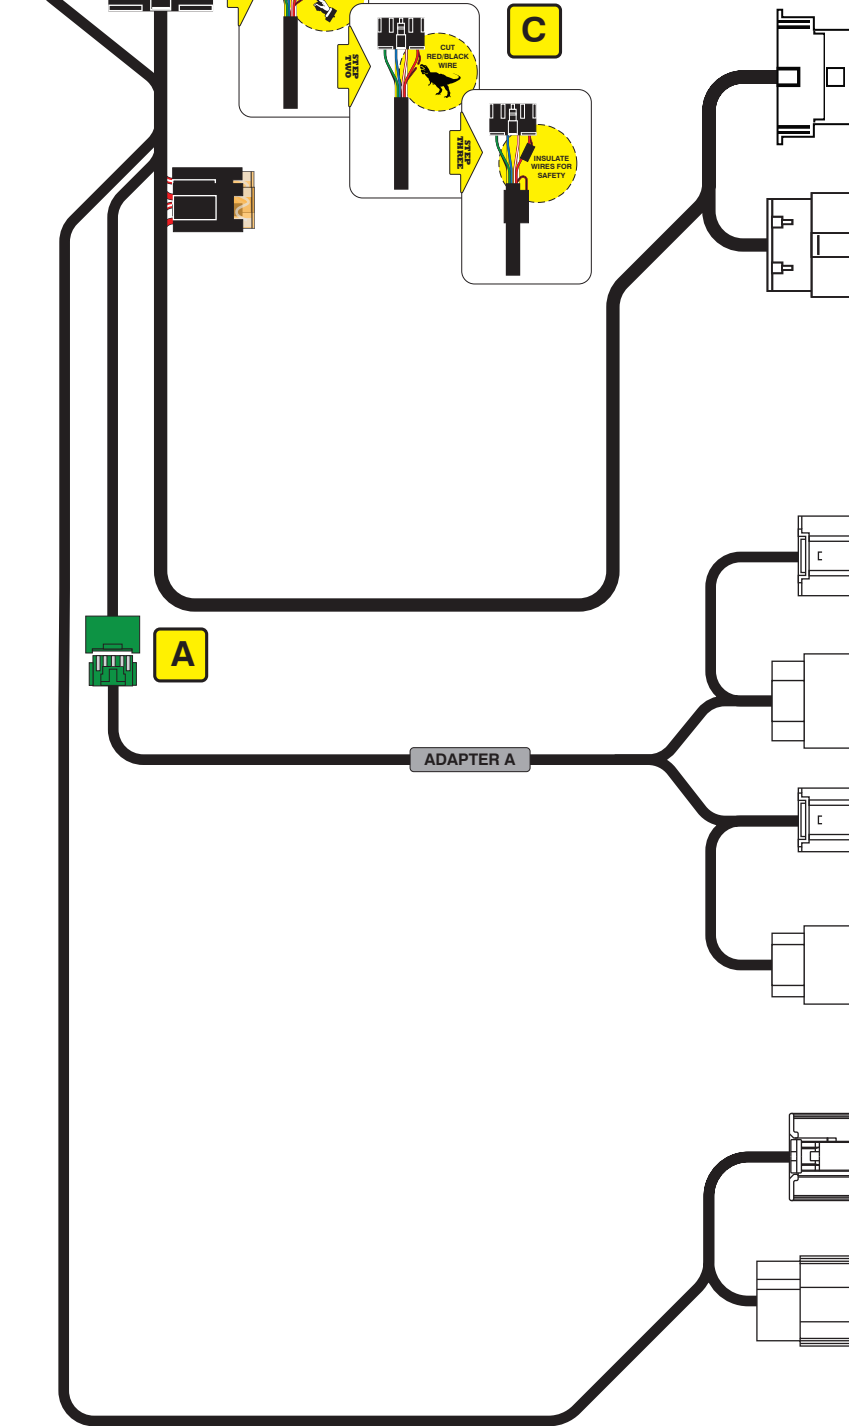 C
STEP
TWO
CUT
RED/BLACK
WIRE
STEP
THREE
INSULATE
WIRES FOR
SAFETY
A
ADAPTER A